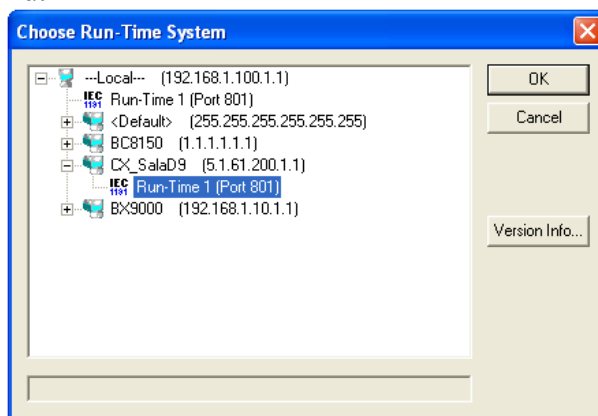 Choose Run-Time System
---Local--- (192.168.1.100.1.1)
IEC 1131 Run-Time 1 (Port 801)
<Default> (255.255.255.255.255.255)
BC8150 (1.1.1.1.1.1)
CX_SalaD9 (5.1.61.200.1.1)
IEC 1131 Run-Time 1 (Port 801)
BX9000 (192.168.1.10.1.1)
OK
Cancel
Version Info...